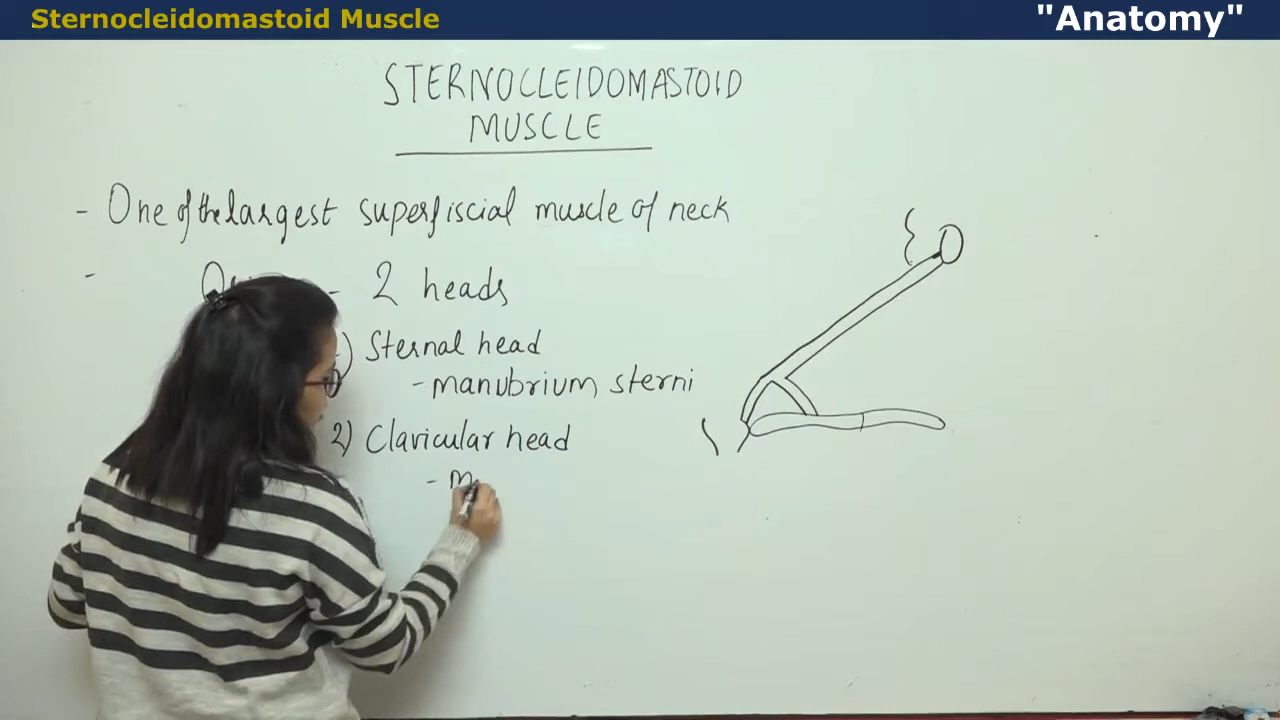 Sternocleidomastoid Muscle
"Anatomy"
STERNOCLEIDOMASTOID
MUSCLE
- One of the largest superfiscial muscle of neck
- - 2 heads
) Sternal head
- manubrium sterni
2) Clavicular head
- m